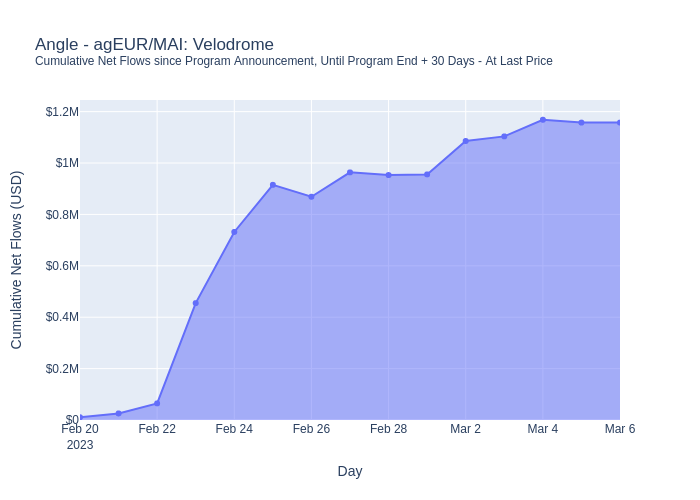 Angle - agEUR/MAI: Velodrome
Cumulative Net Flows since Program Announcement, Until Program End + 30 Days - At Last Price
Cumulative Net Flows (USD)
$1.2M
$1M
$0.8M
$0.6M
$0.4M
$0.2M
$0
Feb 20
2023
Feb 22
Feb 24
Feb 26
Feb 28
Mar 2
Mar 4
Mar 6
Day